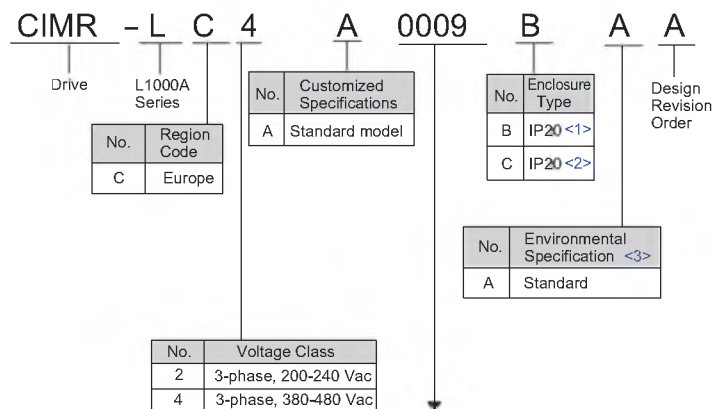 CIMR - L C 4 A 0009 B A A
Drive
L1000A
Series
No. Region
Code
C Europe
No. Customized
Specifications
A Standard model
No. Enclosure
Type
B IP20 <1>
C IP20 <2>
Design
Revision
Order
No. Environmental
Specification <3>
A Standard
No. Voltage Class
2 3-phase, 200-240 Vac
4 3-phase, 380-480 Vac